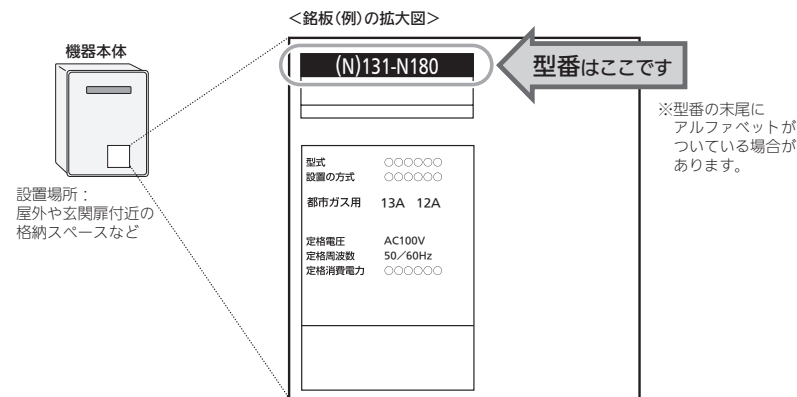 <銘板(例)の拡大図>
機器本体
(N)131-N180
型番はここです
※型番の末尾に
アルファベットが
ついている場合が
あります。
設置場所：
屋外や玄関扉付近の
格納スペースなど
型式 ○○○○○○
設置の方式 ○○○○○○
都市ガス用 13A 12A
定格電圧 AC100V
定格周波数 50／60Hz
定格消費電力 ○○○○○○